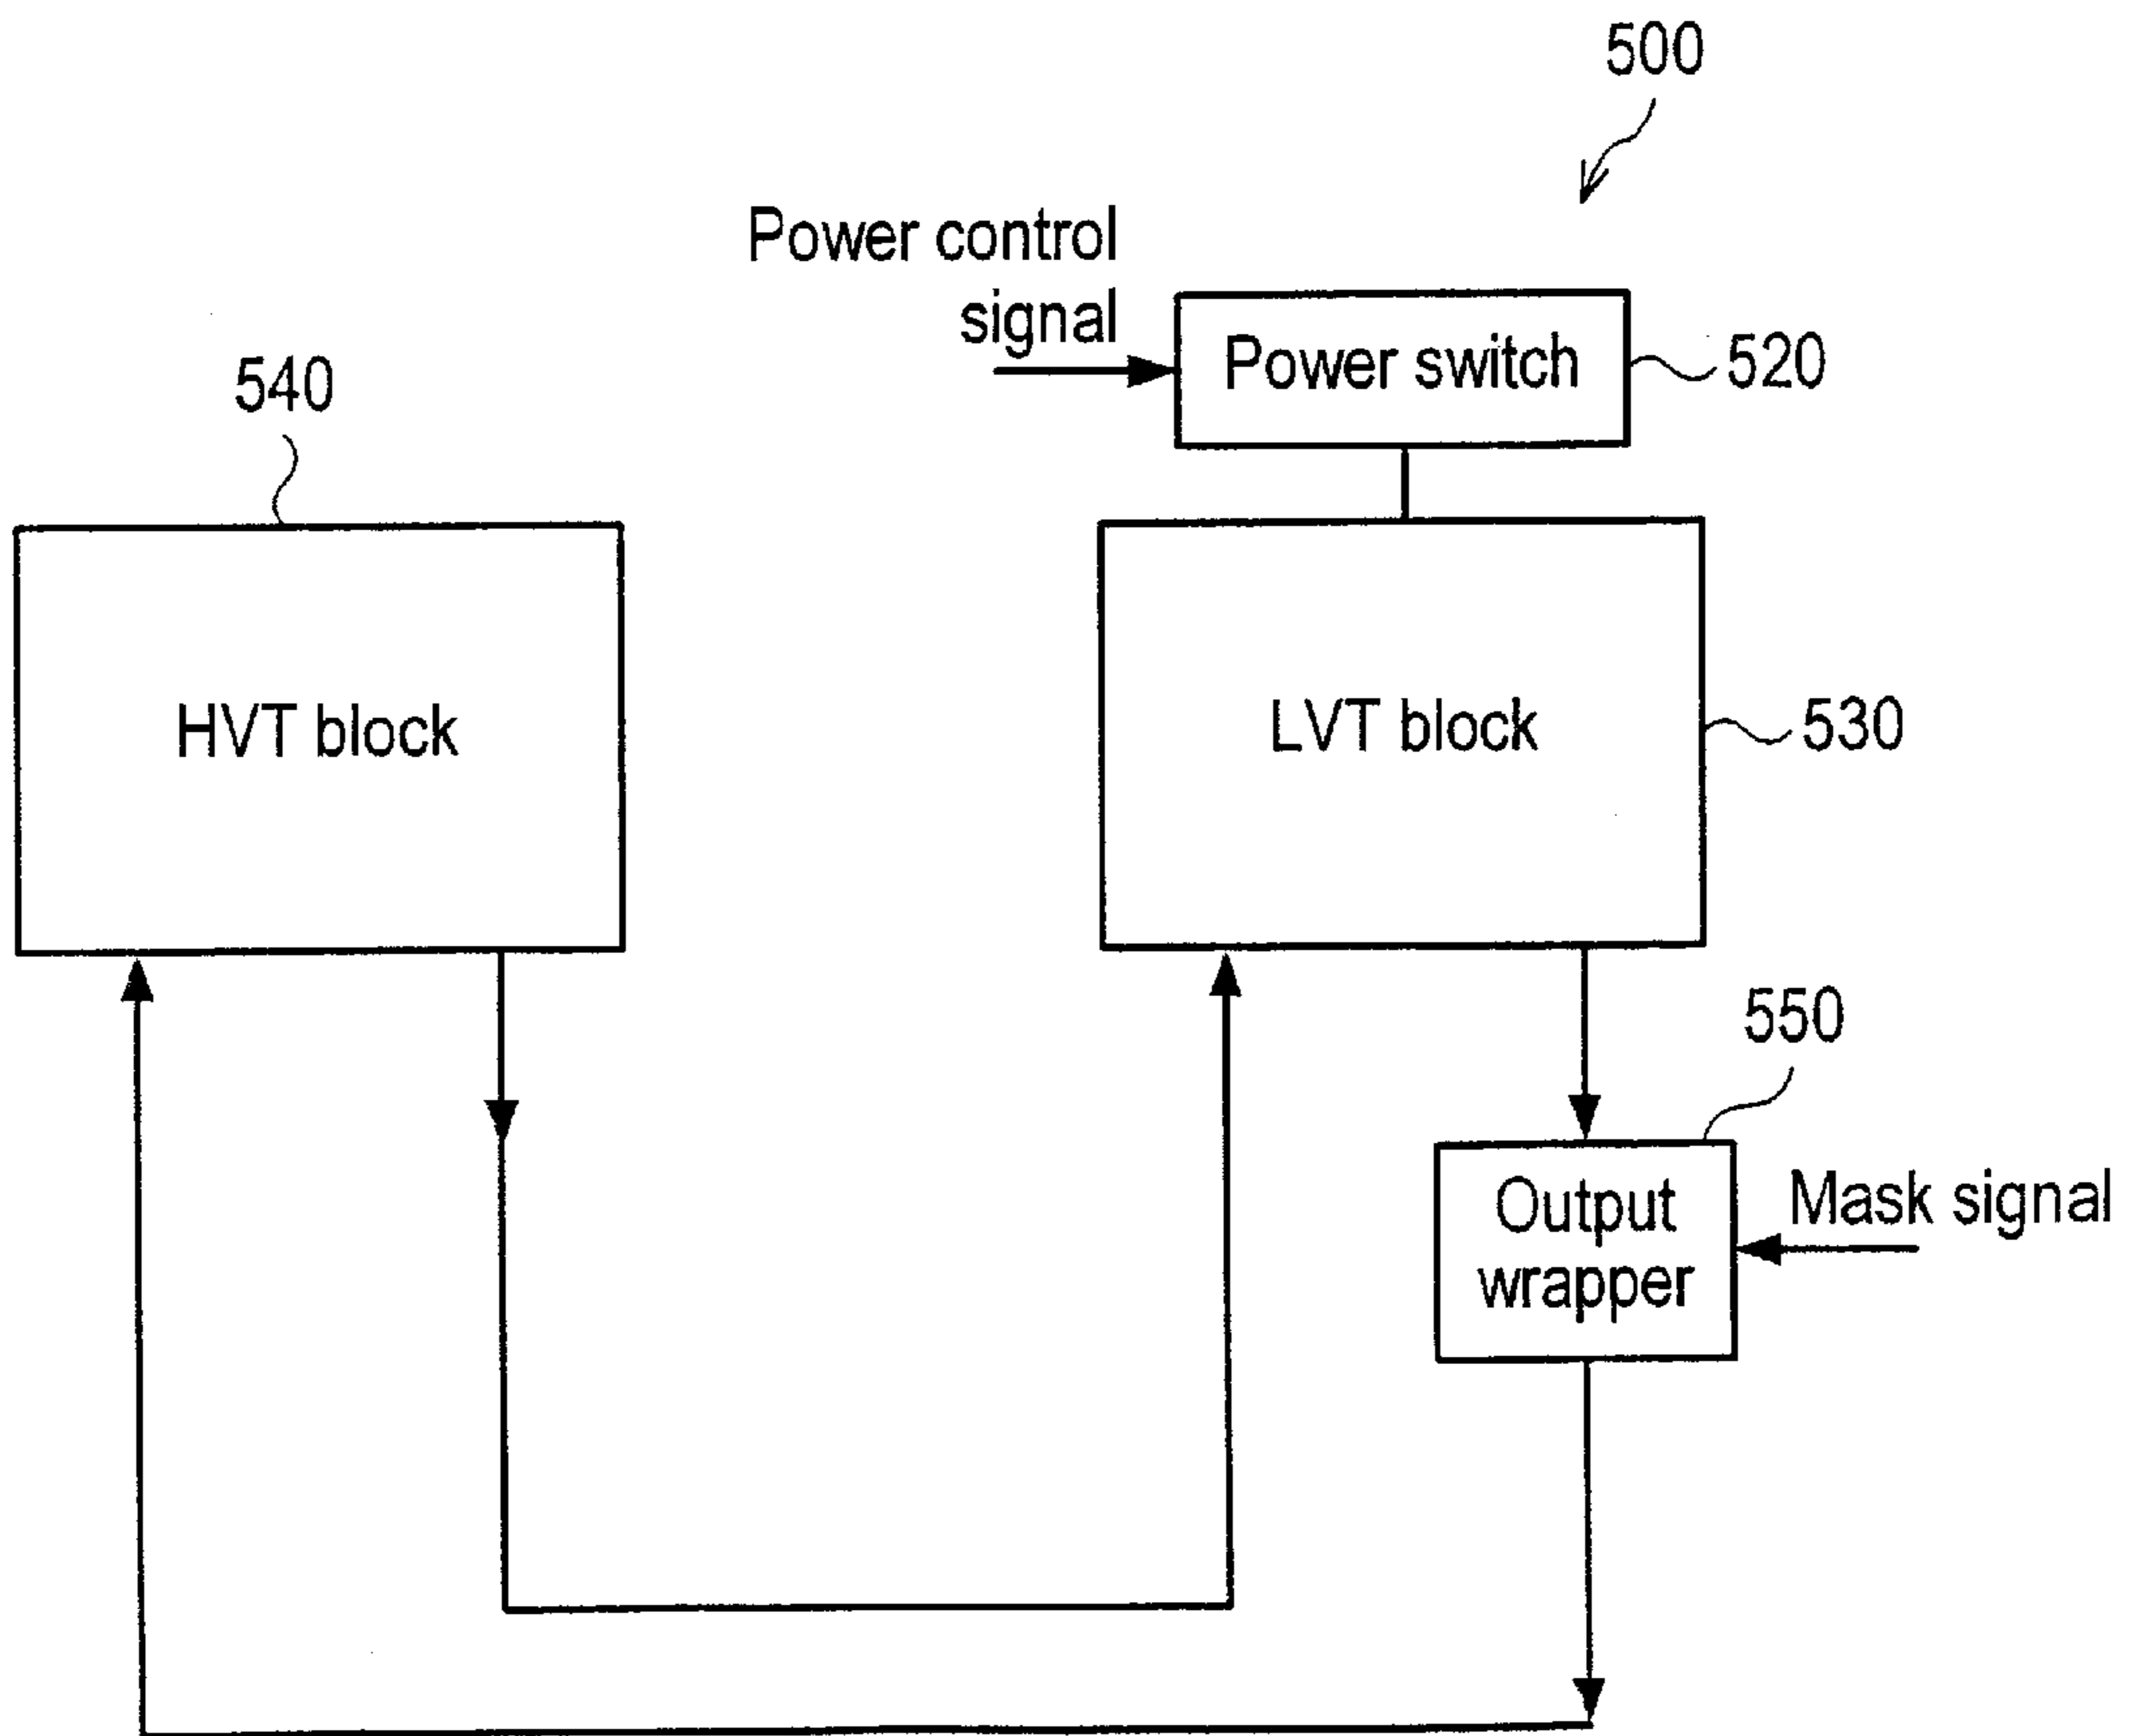 500
Power control
signal
Power switch
520
540
HVT block
LVT block
530
550
Output
wrapper
Mask signal